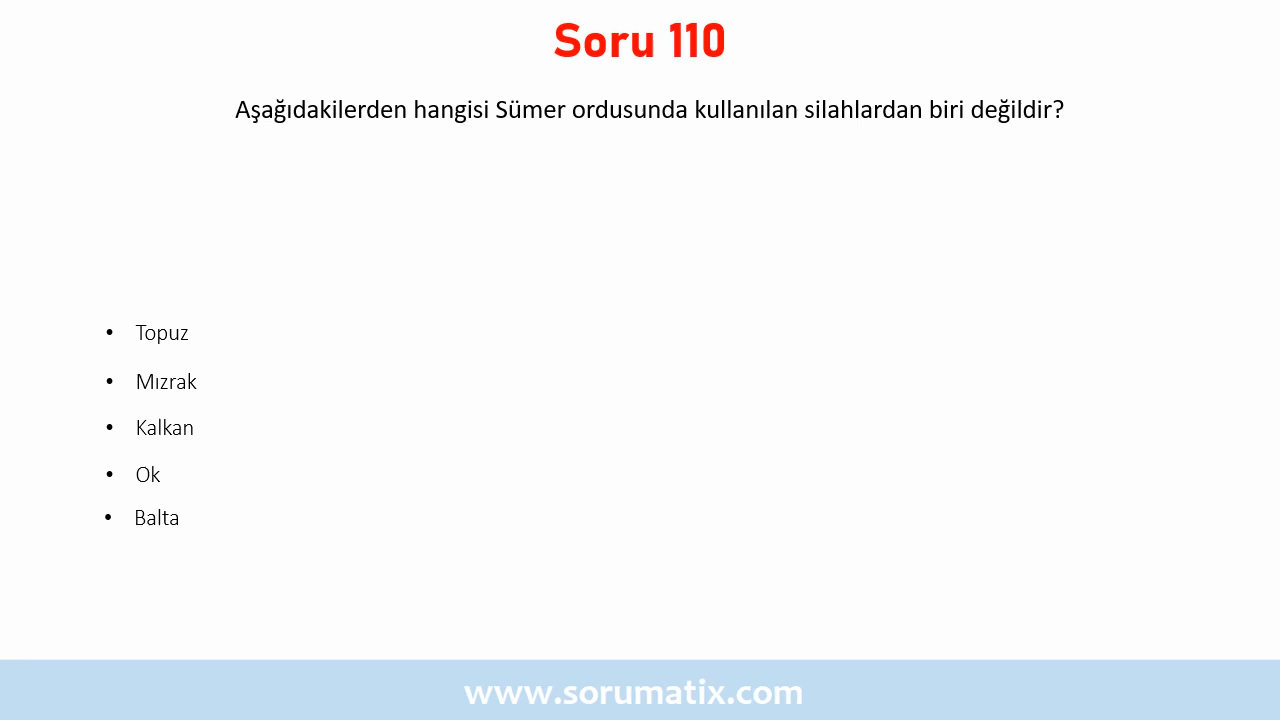 Soru 110
Aşağıdakilerden hangisi Sümer ordusunda kullanılan silahlardan biri değildir?
• Topuz
• Mızrak
• Kalkan
• Ok
• Balta
www.sorumatix.com